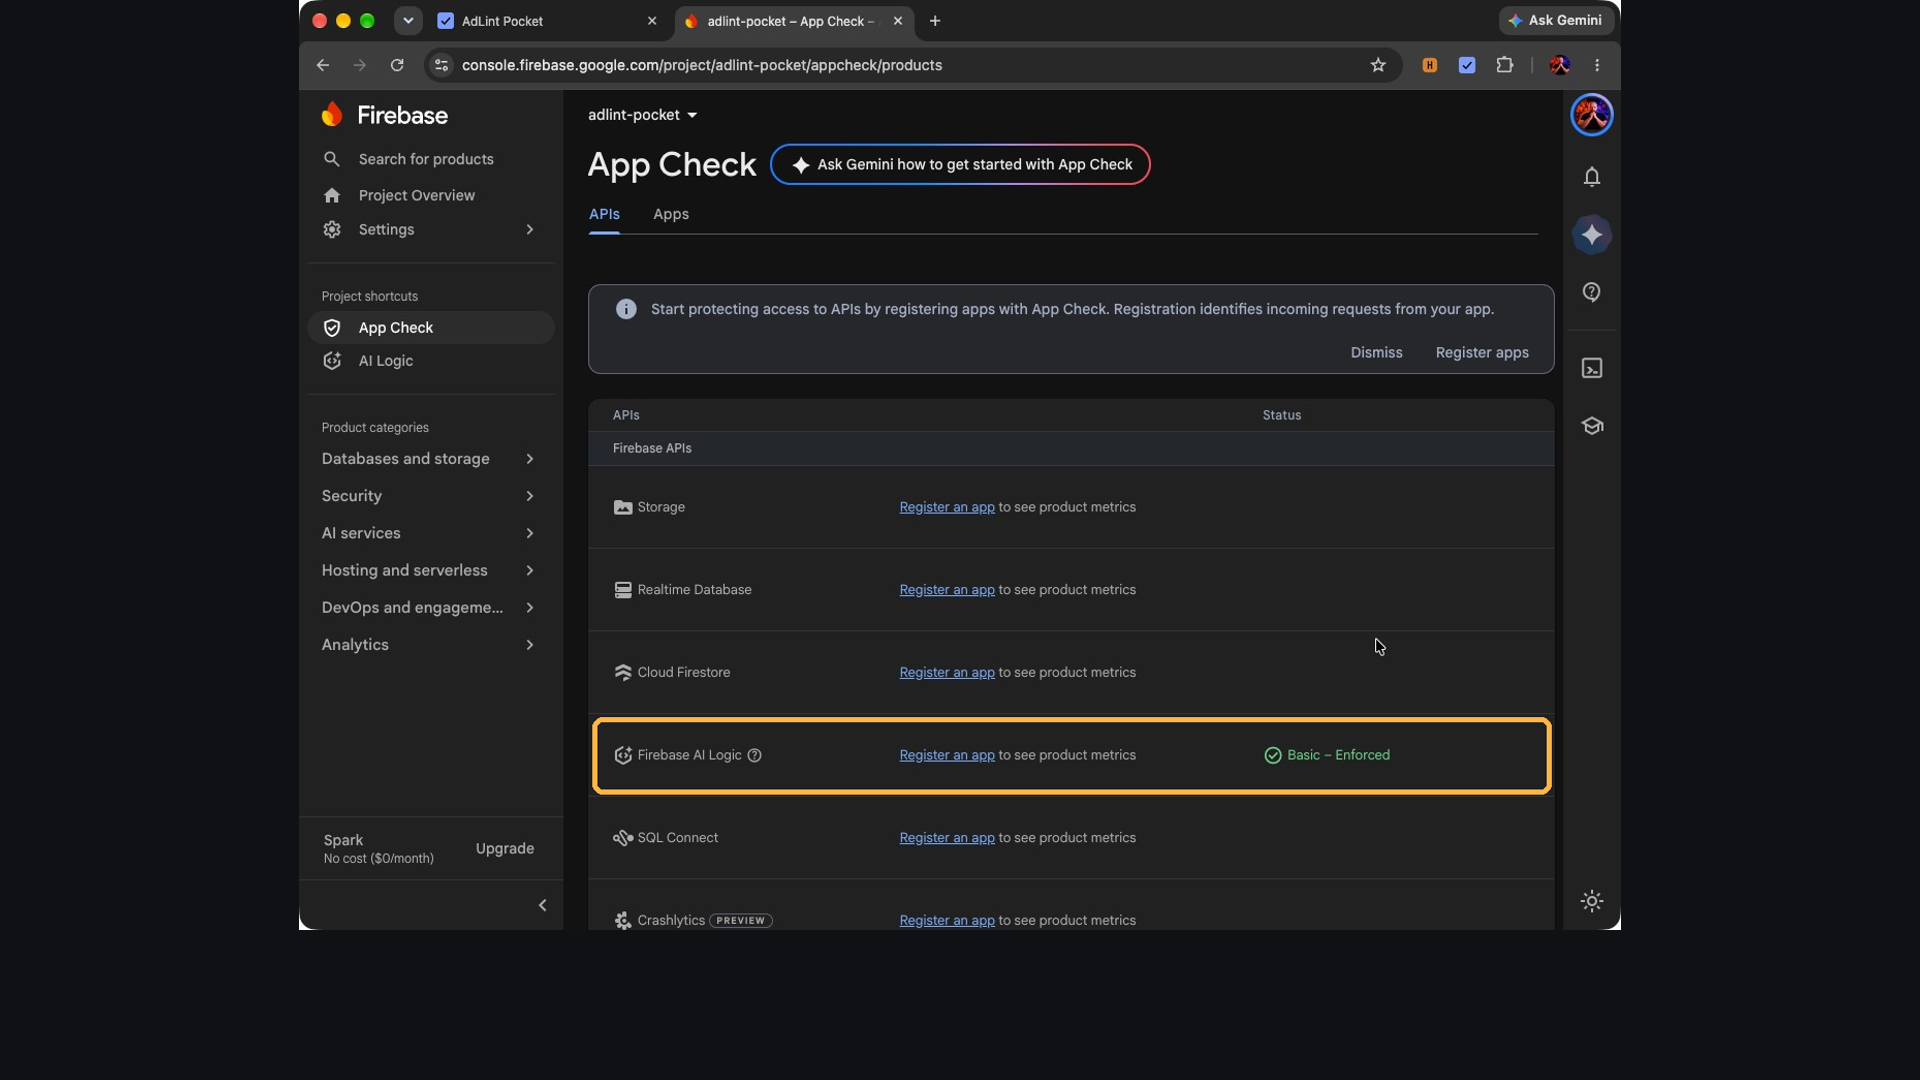 AdLint Pocket
adlint-pocket – App Check –
Ask Gemini
console.firebase.google.com/project/adlint-pocket/appcheck/products
H
Firebase
Search for products
Project Overview
Settings
Project shortcuts
App Check
AI Logic
Product categories
Databases and storage
Security
AI services
Hosting and serverless
DevOps and engageme...
Analytics
Spark
No cost ($0/month)
Upgrade
adlint-pocket
App Check
Ask Gemini how to get started with App Check
APIs
Apps
Start protecting access to APIs by registering apps with App Check. Registration identifies incoming requests from your app.
Dismiss
Register apps
APIs
Status
Firebase APIs
Storage
Register an app to see product metrics
Realtime Database
Register an app to see product metrics
Cloud Firestore
Register an app to see product metrics
Firebase AI Logic
Register an app to see product metrics
Basic – Enforced
SQL Connect
Register an app to see product metrics
Crashlytics PREVIEW
Register an app to see product metrics